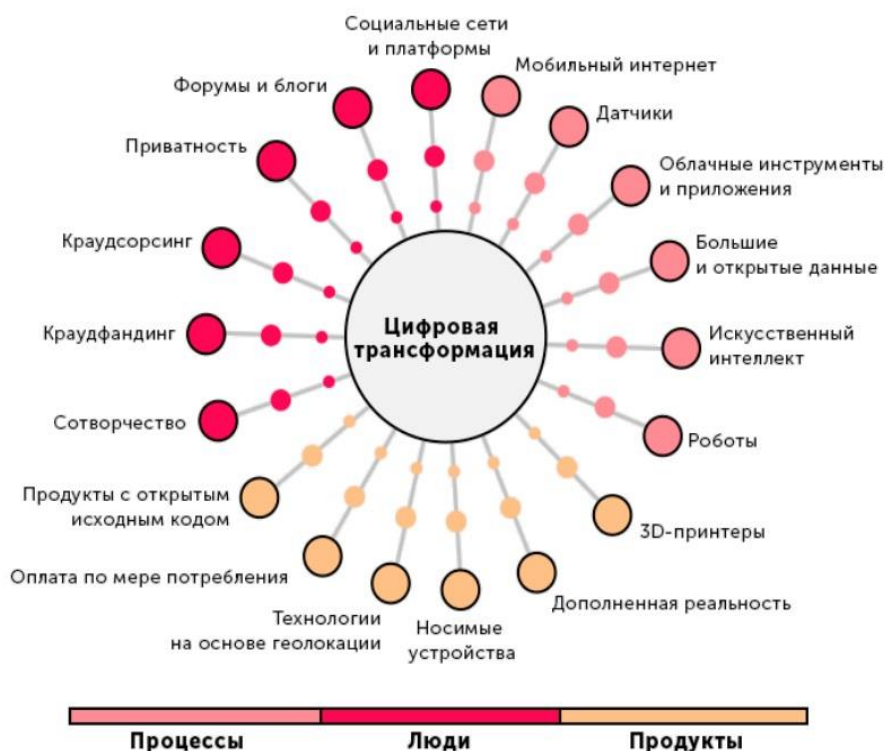 Социальные сети
и платформы
Мобильный интернет
Форумы и блоги
Датчики
Приватность
Облачные инструменты
и приложения
Краудсорсинг
Большие
и открытые данные
Краудфандинг
Цифровая
трансформация
Искусственный
интеллект
Сотворчество
Роботы
Продукты с открытым
исходным кодом
3D-принтеры
Оплата по мере потребления
Дополненная реальность
Технологии
на основе геолокации
Носимые
устройства
Процессы
Люди
Продукты